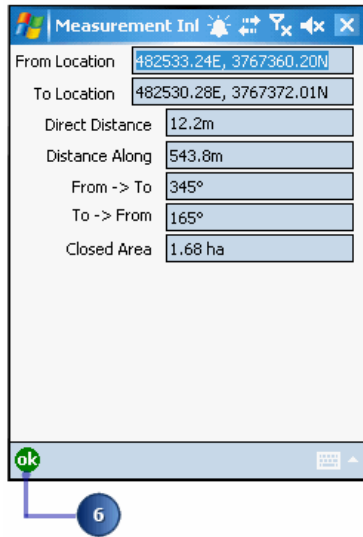 Measurement Inf
From Location 482533.24E, 3767360.20N
To Location 482530.28E, 3767372.01N
Direct Distance 12.2m
Distance Along 543.8m
From -> To 345°
To -> From 165°
Closed Area 1.68 ha
ok
6